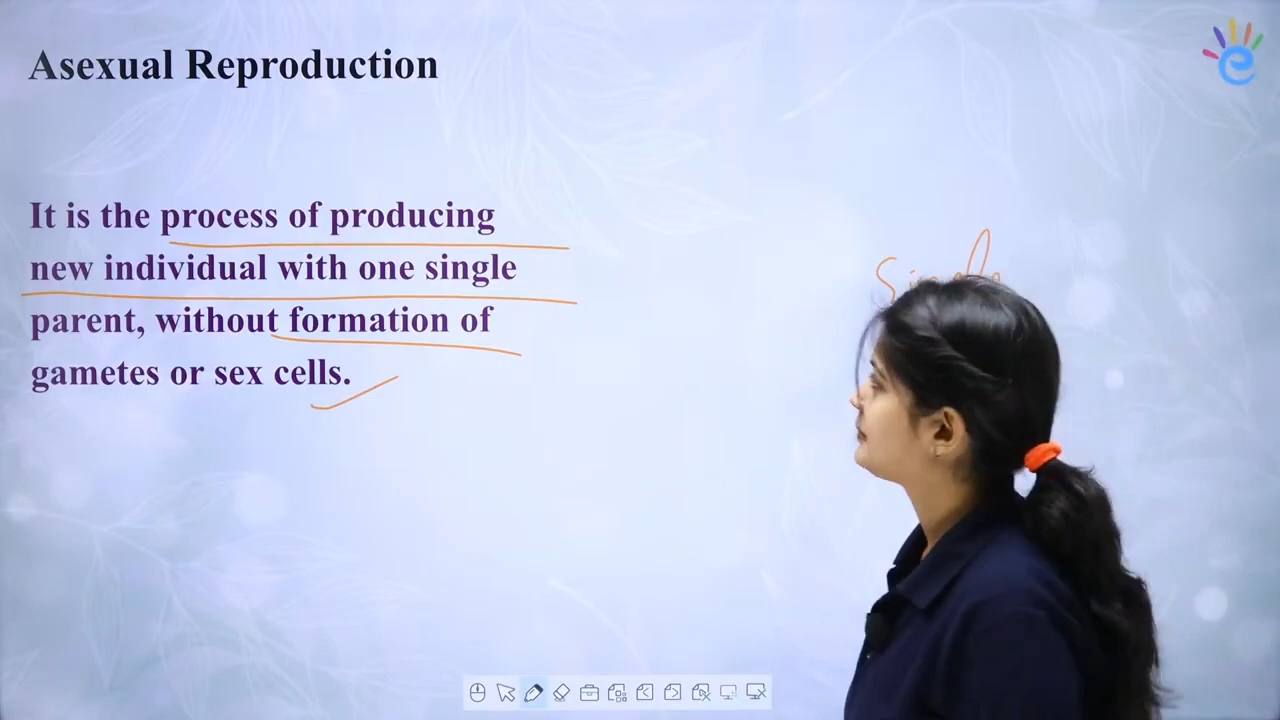 Asexual Reproduction
It is the process of producing
new individual with one single
parent, without formation of
gametes or sex cells.